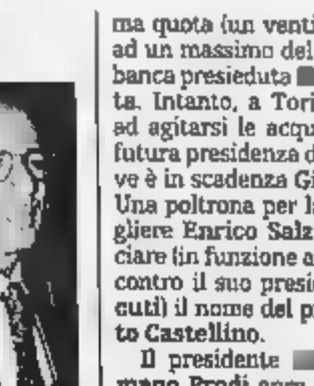 ma quota (un venti
ad un massimo del
banca presieduta
ta. Intanto, a Tori
ad agitarsi le acqu
futura presidenza d
ve è in scadenza Gi
Una poltrona per la
gliere Enrico Salz
ciare (in funzione a
contro il suo presi
cuti) il nome del p
to Castellino.
Il presidente
mano Prodi